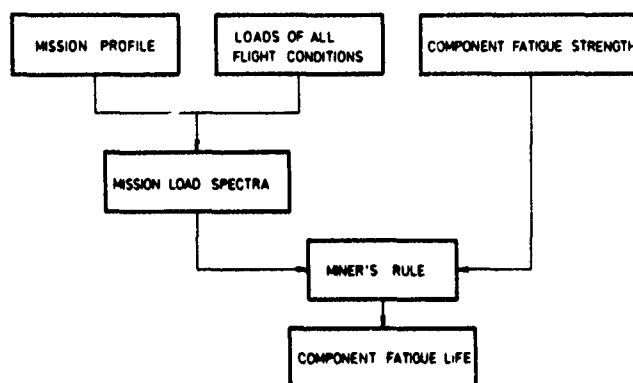 MISSION PROFILE
LOADS OF ALL
FLIGHT CONDITIONS
COMPONENT FATIGUE STRENGTH
MISSION LOAD SPECTRA
MINER'S RULE
COMPONENT FATIGUE LIFE